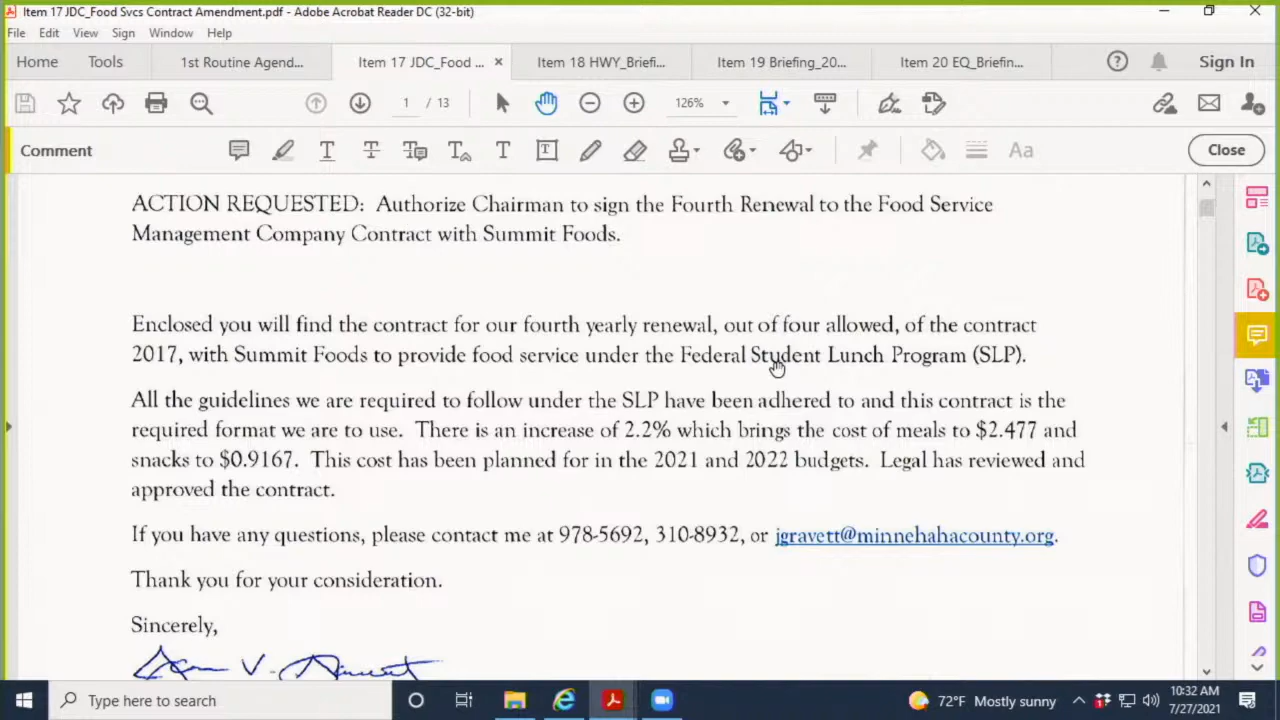 Item 17 JDC_Food Svcs Contract Amendment.pdf - Adobe Acrobat Reader DC (32-bit)
File Edit View Sign Window Help
Home Tools 1st Routine Agend... Item 17 JDC_Food ... × Item 18 HWY_Briefi... Item 19 Briefing_20... Item 20 EQ_Briefin... Sign In
1 / 13 126%
Comment Close
ACTION REQUESTED: Authorize Chairman to sign the Fourth Renewal to the Food Service
Management Company Contract with Summit Foods.
Enclosed you will find the contract for our fourth yearly renewal, out of four allowed, of the contract
2017, with Summit Foods to provide food service under the Federal Student Lunch Program (SLP).
All the guidelines we are required to follow under the SLP have been adhered to and this contract is the
required format we are to use. There is an increase of 2.2% which brings the cost of meals to $2.477 and
snacks to $0.9167. This cost has been planned for in the 2021 and 2022 budgets. Legal has reviewed and
approved the contract.
If you have any questions, please contact me at 978-5692, 310-8932, or jgravett@minnehahacounty.org.
Thank you for your consideration.
Sincerely,
Type here to search 72°F Mostly sunny 10:32 AM
7/27/2021